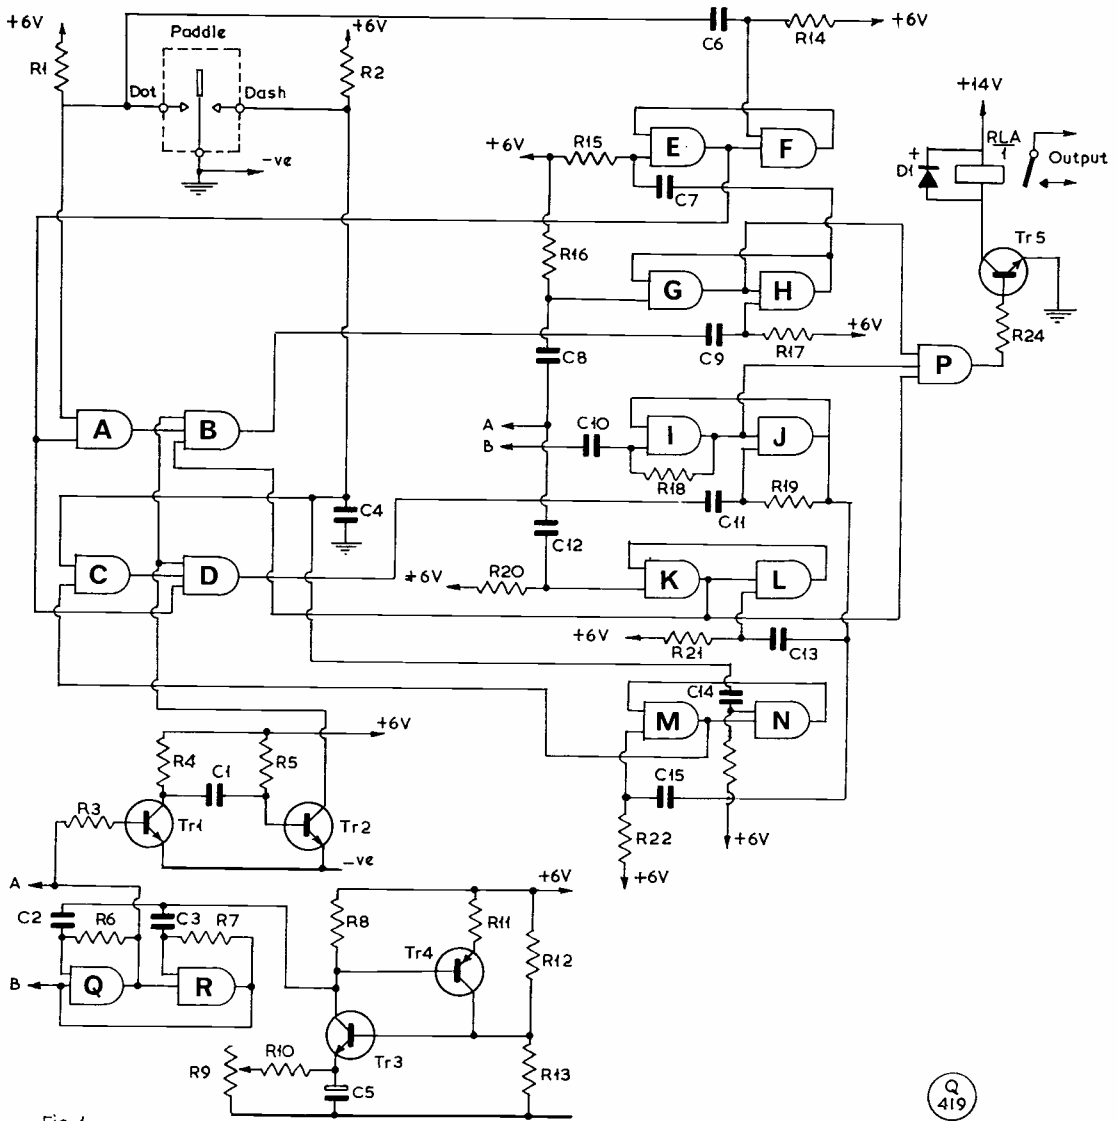 +6V
Paddle
+6V
C6
R14
+6V
R1
R2
Dot
Dash
-ve
+14V
RLA
1
Output
D1
+
Tr5
R24
+6V
R15
E
F
C7
R16
G
H
C8
C9
R17
+6V
P
A
B
A
B
C10
I
J
R18
C11
R19
C4
C12
C
D
+6V
R20
K
L
+6V
R21
C13
C14
M
N
C15
R22
+6V
+6V
+6V
R4
C1
R5
R3
Tr1
Tr2
-ve
A
+6V
C2
R6
C3
R7
R8
R11
Tr4
R12
B
Q
R
Tr3
R10
R9
C5
R13
Q
419